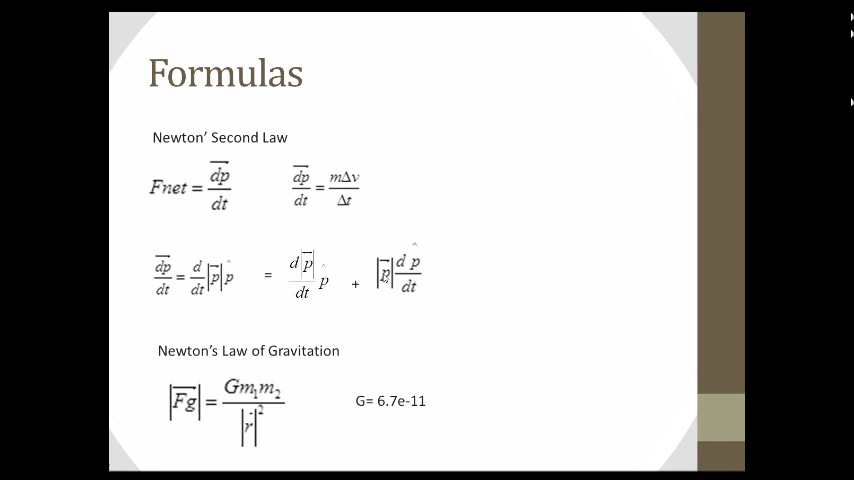 Formulas
Newton' Second Law
Fnet = dp⃗/dt    dp⃗/dt = mΔv/Δt
dp⃗/dt = d/dt |p⃗| p̂ = d|p⃗|/dt p̂ + |p⃗| dp̂/dt
Newton's Law of Gravitation
|F⃗g| = Gm₁m₂/|r|²    G= 6.7e-11